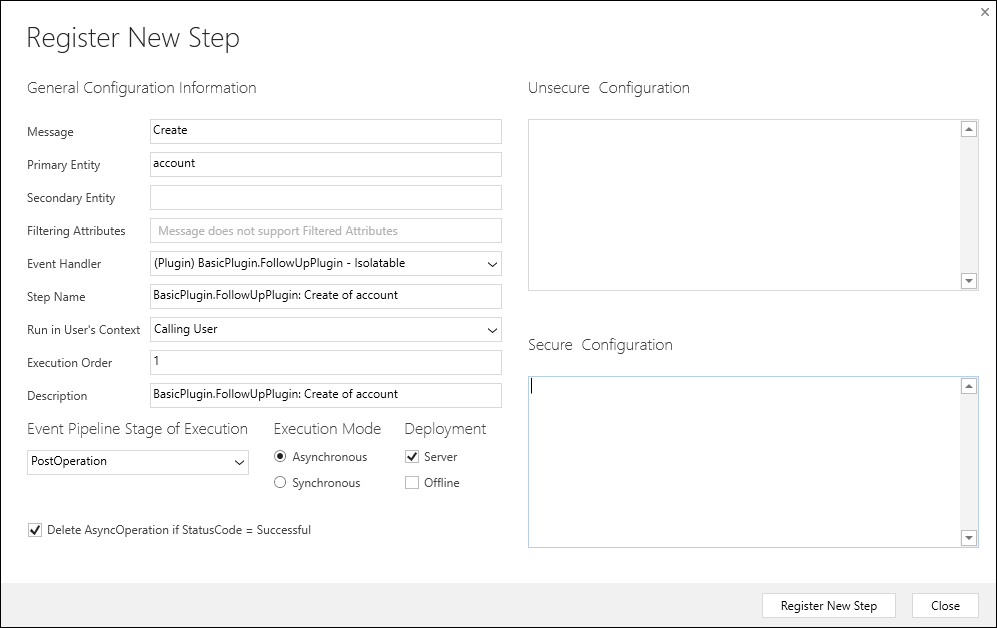 Register New Step
General Configuration Information
Message
Create
Primary Entity
account
Secondary Entity
Filtering Attributes
Message does not support Filtered Attributes
Event Handler
(Plugin) BasicPlugin.FollowUpPlugin - Isolatable
Step Name
BasicPlugin.FollowUpPlugin: Create of account
Run in User's Context
Calling User
Execution Order
1
Description
BasicPlugin.FollowUpPlugin: Create of account
Event Pipeline Stage of Execution
PostOperation
Execution Mode
Asynchronous
Synchronous
Deployment
Server
Offline
Delete AsyncOperation if StatusCode = Successful
Unsecure Configuration
Secure Configuration
Register New Step
Close